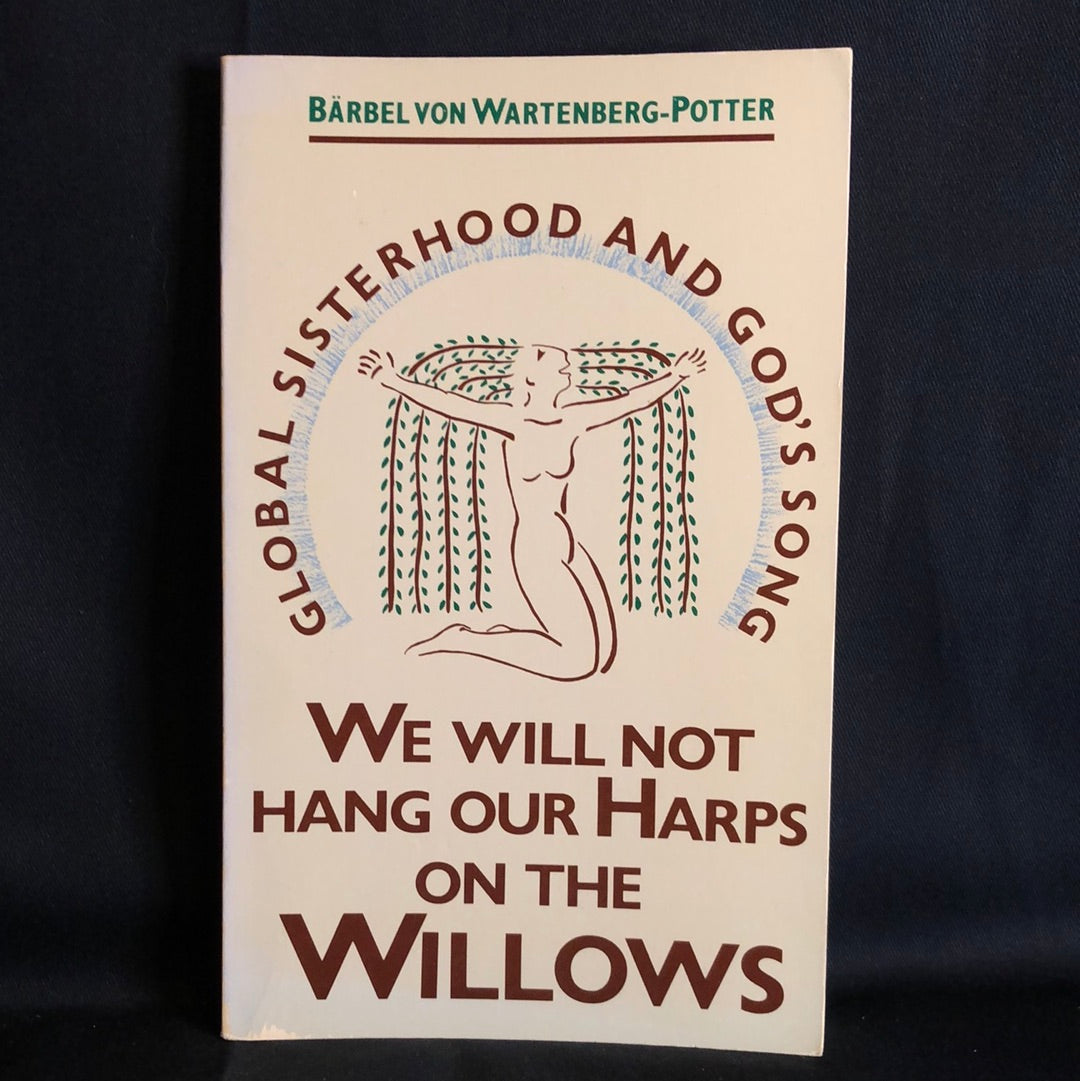 BÄRBEL VON WARTENBERG-POTTER
GLOBAL SISTERHOOD AND GOD'S SONG
WE WILL NOT
HANG OUR HARPS
ON THE
WILLOWS